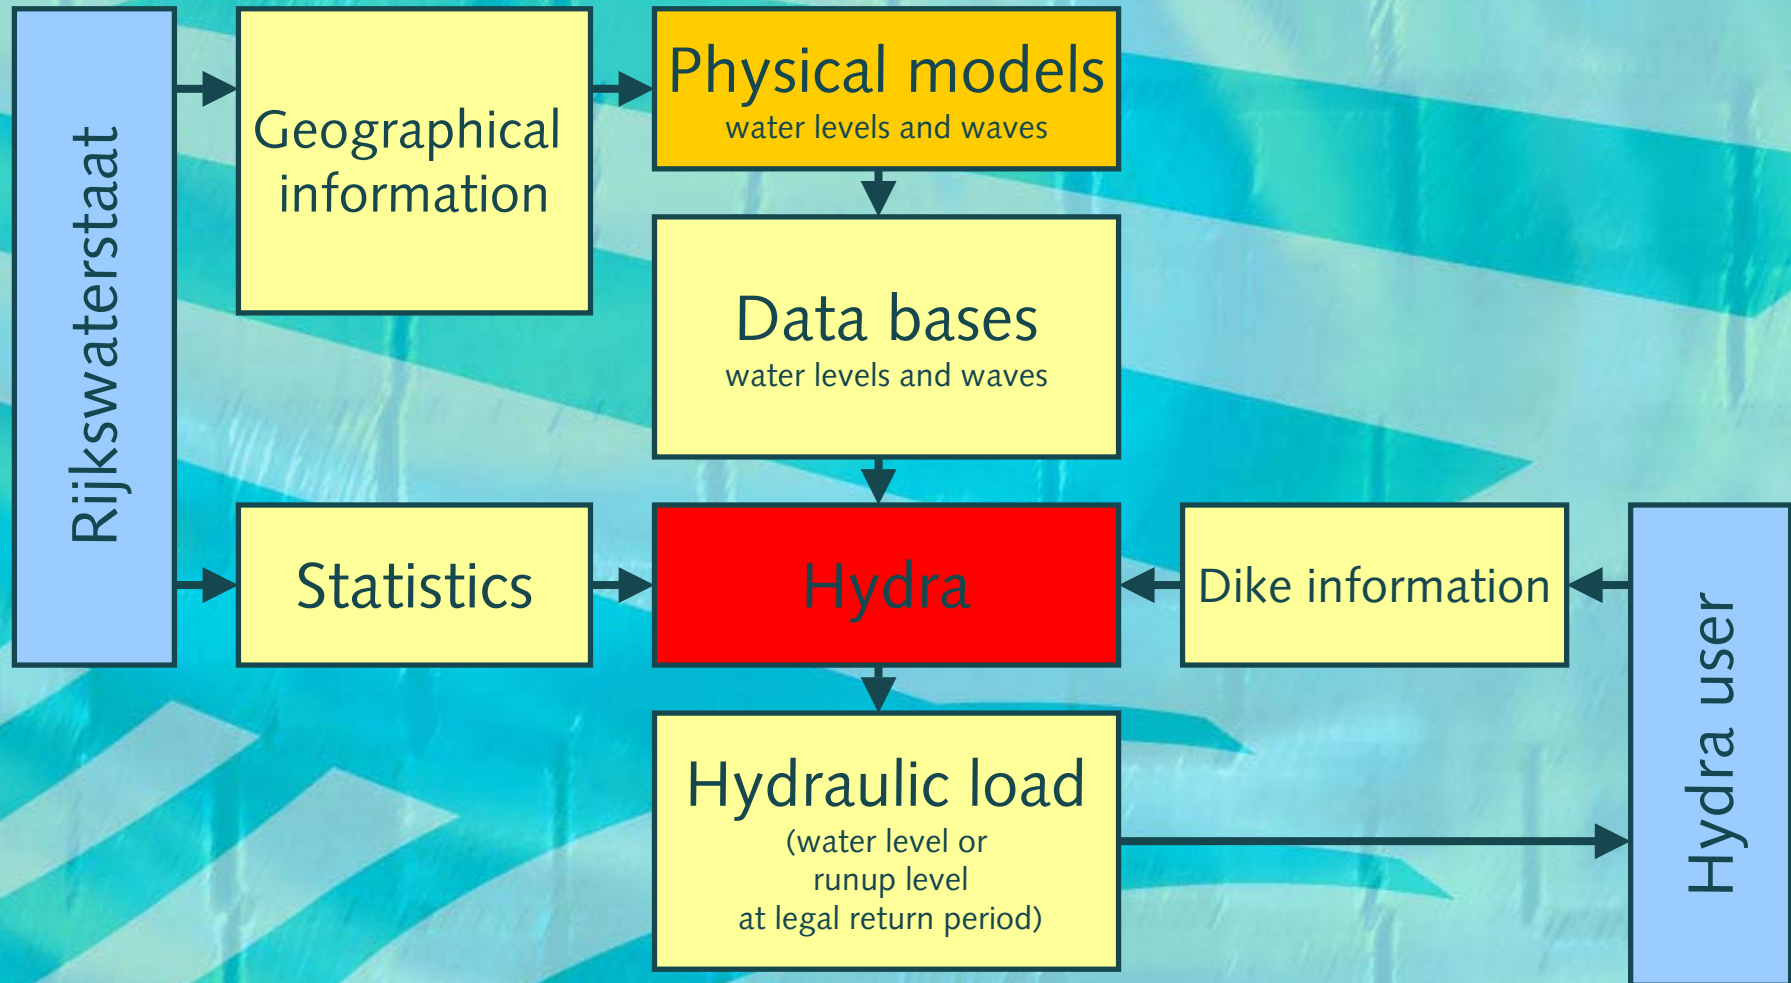 Rijkswaterstaat
Geographical
information
Physical models
water levels and waves
Data bases
water levels and waves
Statistics
Hydra
Dike information
Hydra user
Hydraulic load
(water level or
runup level
at legal return period)